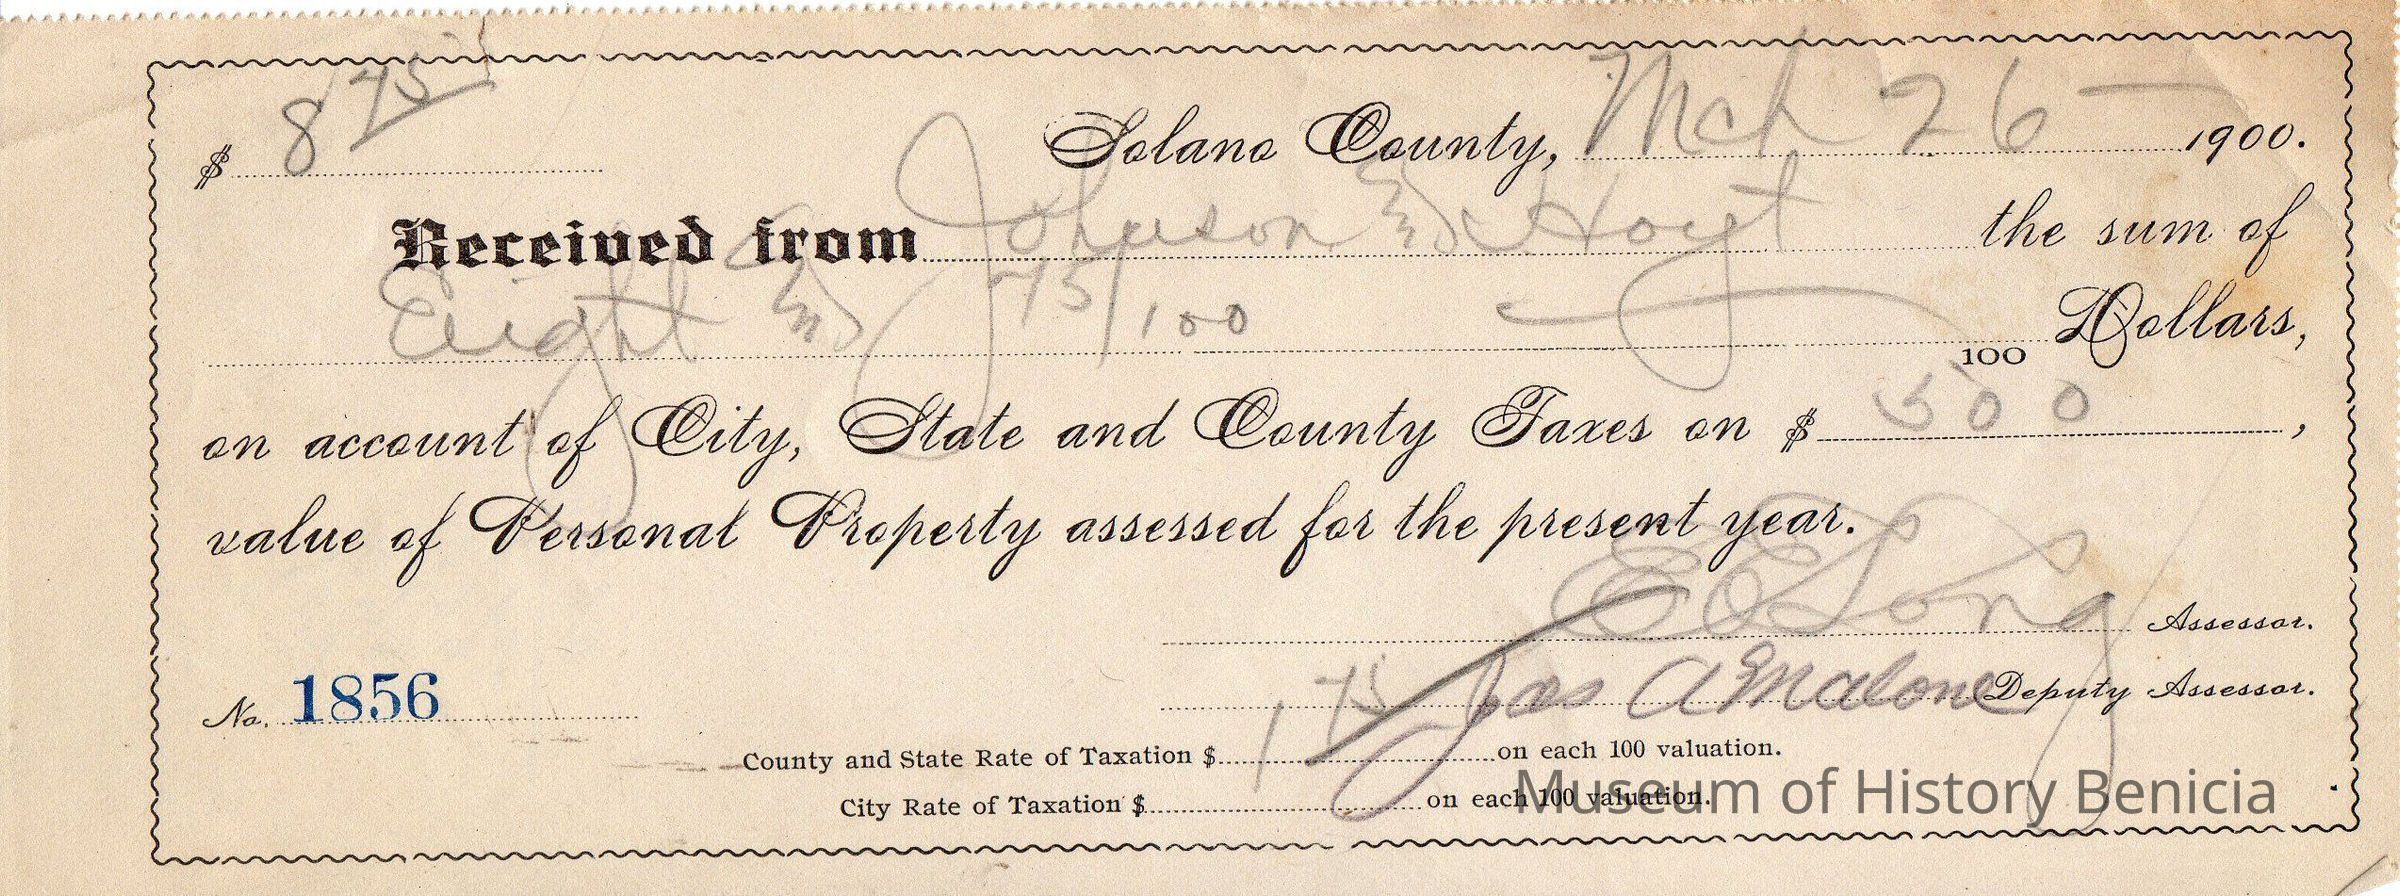 $ 8 75
Solano County, Mch 26 1900.
Received from Johnson & Hoyt the sum of
Eight & 75/100 100 Dollars,
on account of City, State and County Taxes on $ 500,
value of Personal Property assessed for the present year.
E E Long Assessor.
No. 1856 Jas A Malone Deputy Assessor.
County and State Rate of Taxation $ 1 75 on each 100 valuation.
City Rate of Taxation $ on each 100 valuation.
Museum of History Benicia